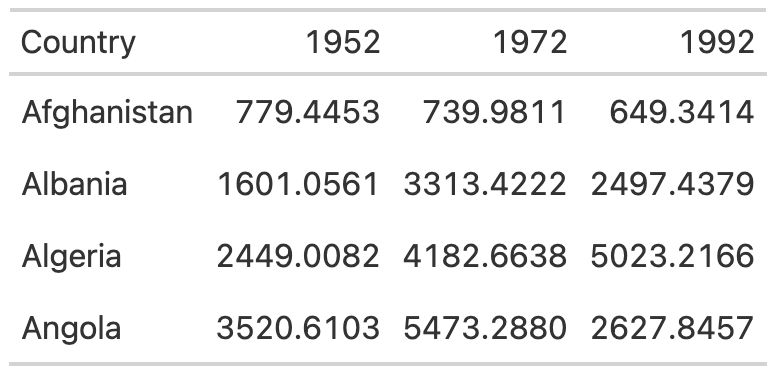 Country 1952 1972 1992
Afghanistan 779.4453 739.9811 649.3414
Albania 1601.0561 3313.4222 2497.4379
Algeria 2449.0082 4182.6638 5023.2166
Angola 3520.6103 5473.2880 2627.8457